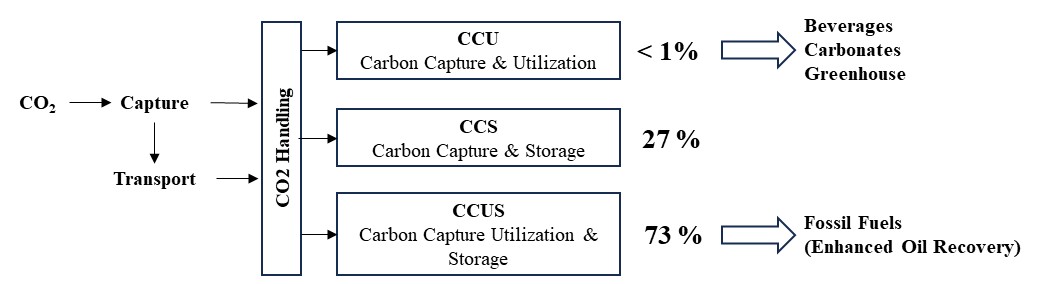 CO₂
Capture
Transport
CO2 Handling
CCU
Carbon Capture & Utilization
< 1%
Beverages
Carbonates
Greenhouse
CCS
Carbon Capture & Storage
27 %
CCUS
Carbon Capture Utilization &
Storage
73 %
Fossil Fuels
(Enhanced Oil Recovery)